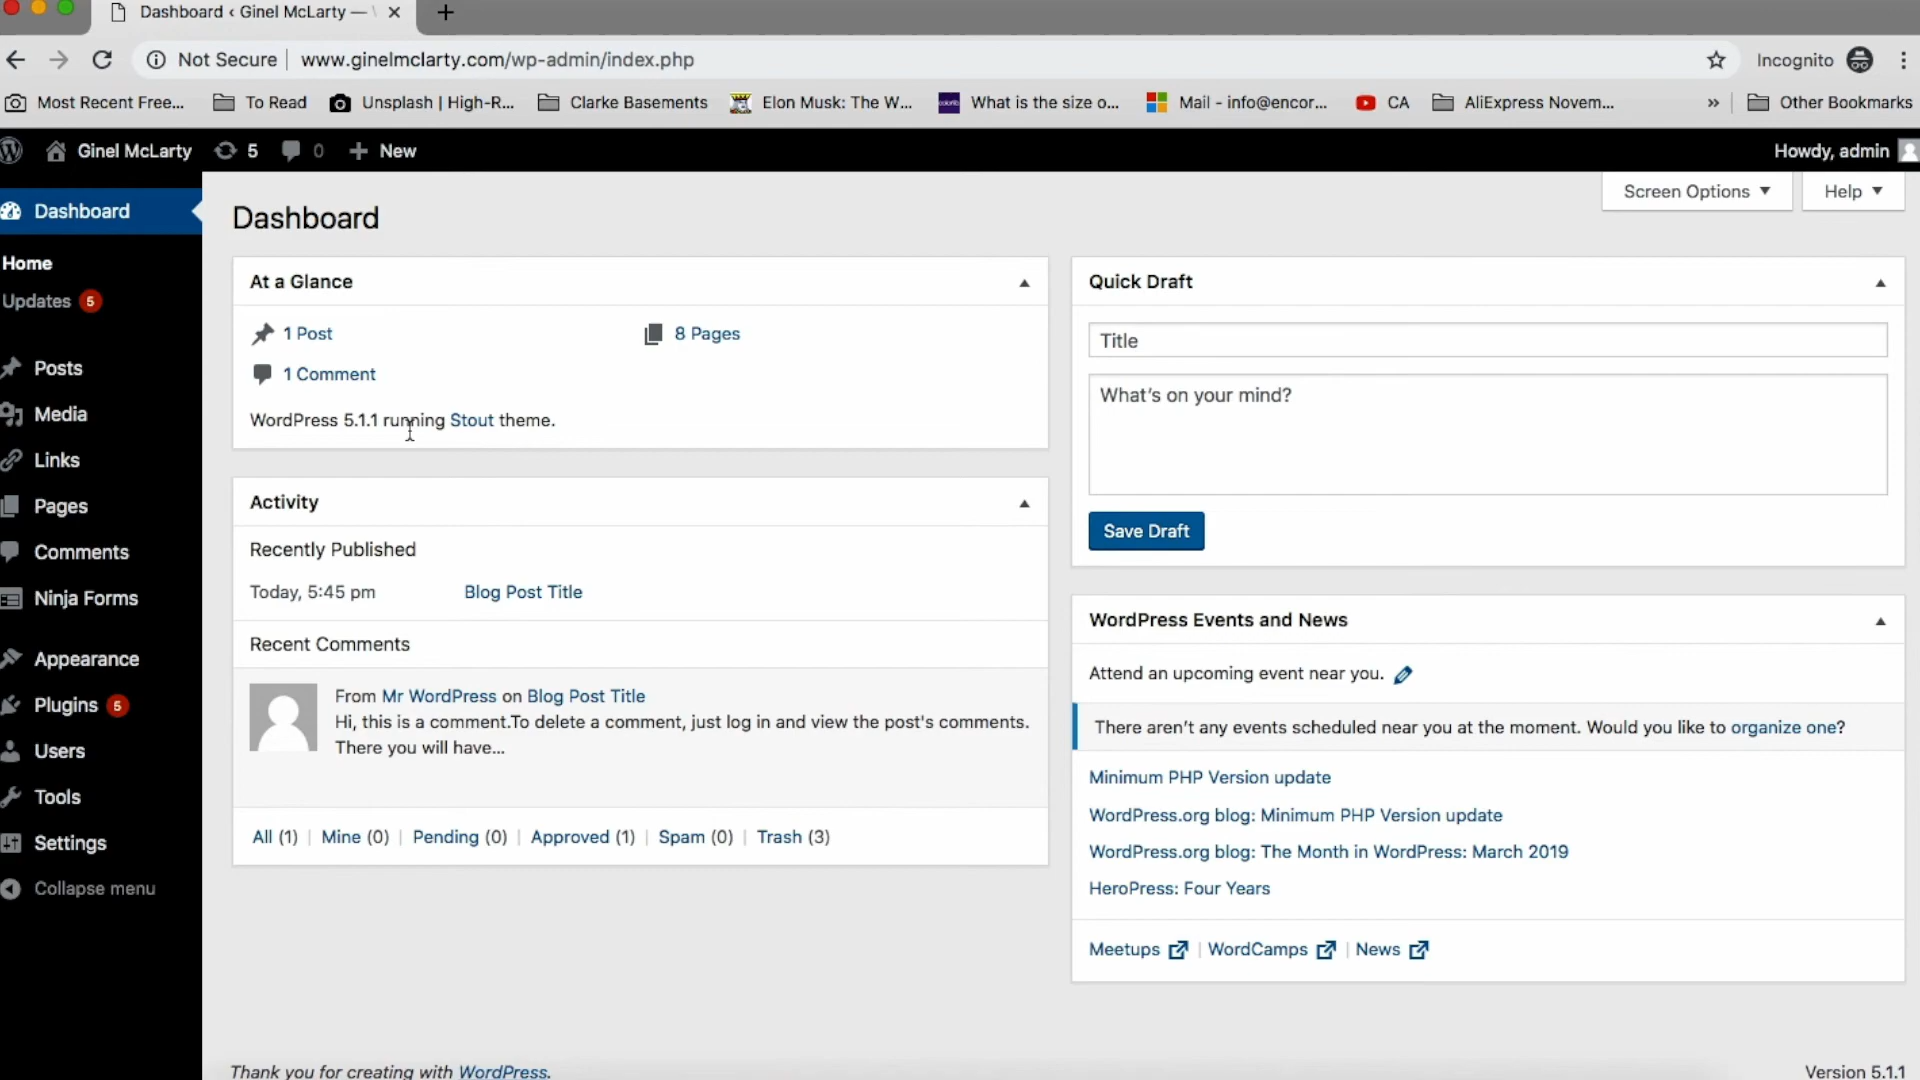 Dashboard ‹ Ginel McLarty —
Not Secure
www.ginelmclarty.com/wp-admin/index.php
Incognito
Most Recent Free...
To Read
Unsplash | High-R...
Clarke Basements
Elon Musk: The W...
What is the size o...
Mail - info@encor...
CA
AliExpress Novem...
»
Other Bookmarks
Ginel McLarty
5
0
+ New
Howdy, admin
Screen Options
Help
Dashboard
Home
Updates 5
Posts
Media
Links
Pages
Comments
Ninja Forms
Appearance
Plugins 5
Users
Tools
Settings
Collapse menu
Dashboard
At a Glance
1 Post
8 Pages
1 Comment
WordPress 5.1.1 running Stout theme.
Activity
Recently Published
Today, 5:45 pm
Blog Post Title
Recent Comments
From Mr WordPress on Blog Post Title
Hi, this is a comment.To delete a comment, just log in and view the post's comments.
There you will have...
All (1) | Mine (0) | Pending (0) | Approved (1) | Spam (0) | Trash (3)
Quick Draft
Title
What's on your mind?
Save Draft
WordPress Events and News
Attend an upcoming event near you.
There aren't any events scheduled near you at the moment. Would you like to organize one?
Minimum PHP Version update
WordPress.org blog: Minimum PHP Version update
WordPress.org blog: The Month in WordPress: March 2019
HeroPress: Four Years
Meetups | WordCamps | News
Thank you for creating with WordPress.
Version 5.1.1